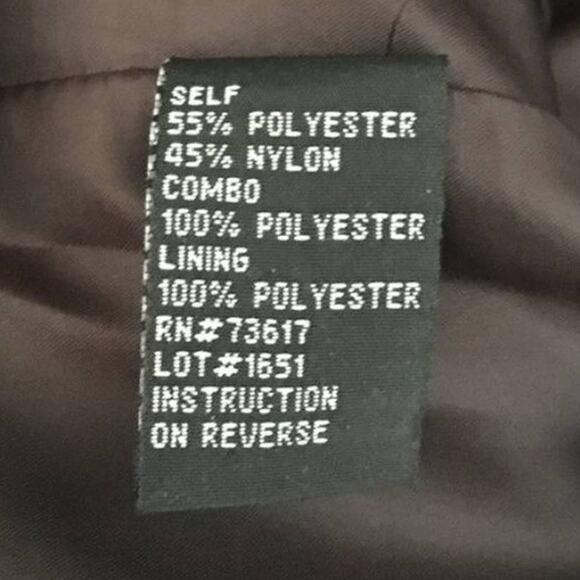 SELF
55% POLYESTER
45% NYLON
COMBO
100% POLYESTER
LINING
100% POLYESTER
RN#73617
LOT#1651
INSTRUCTION
ON REVERSE